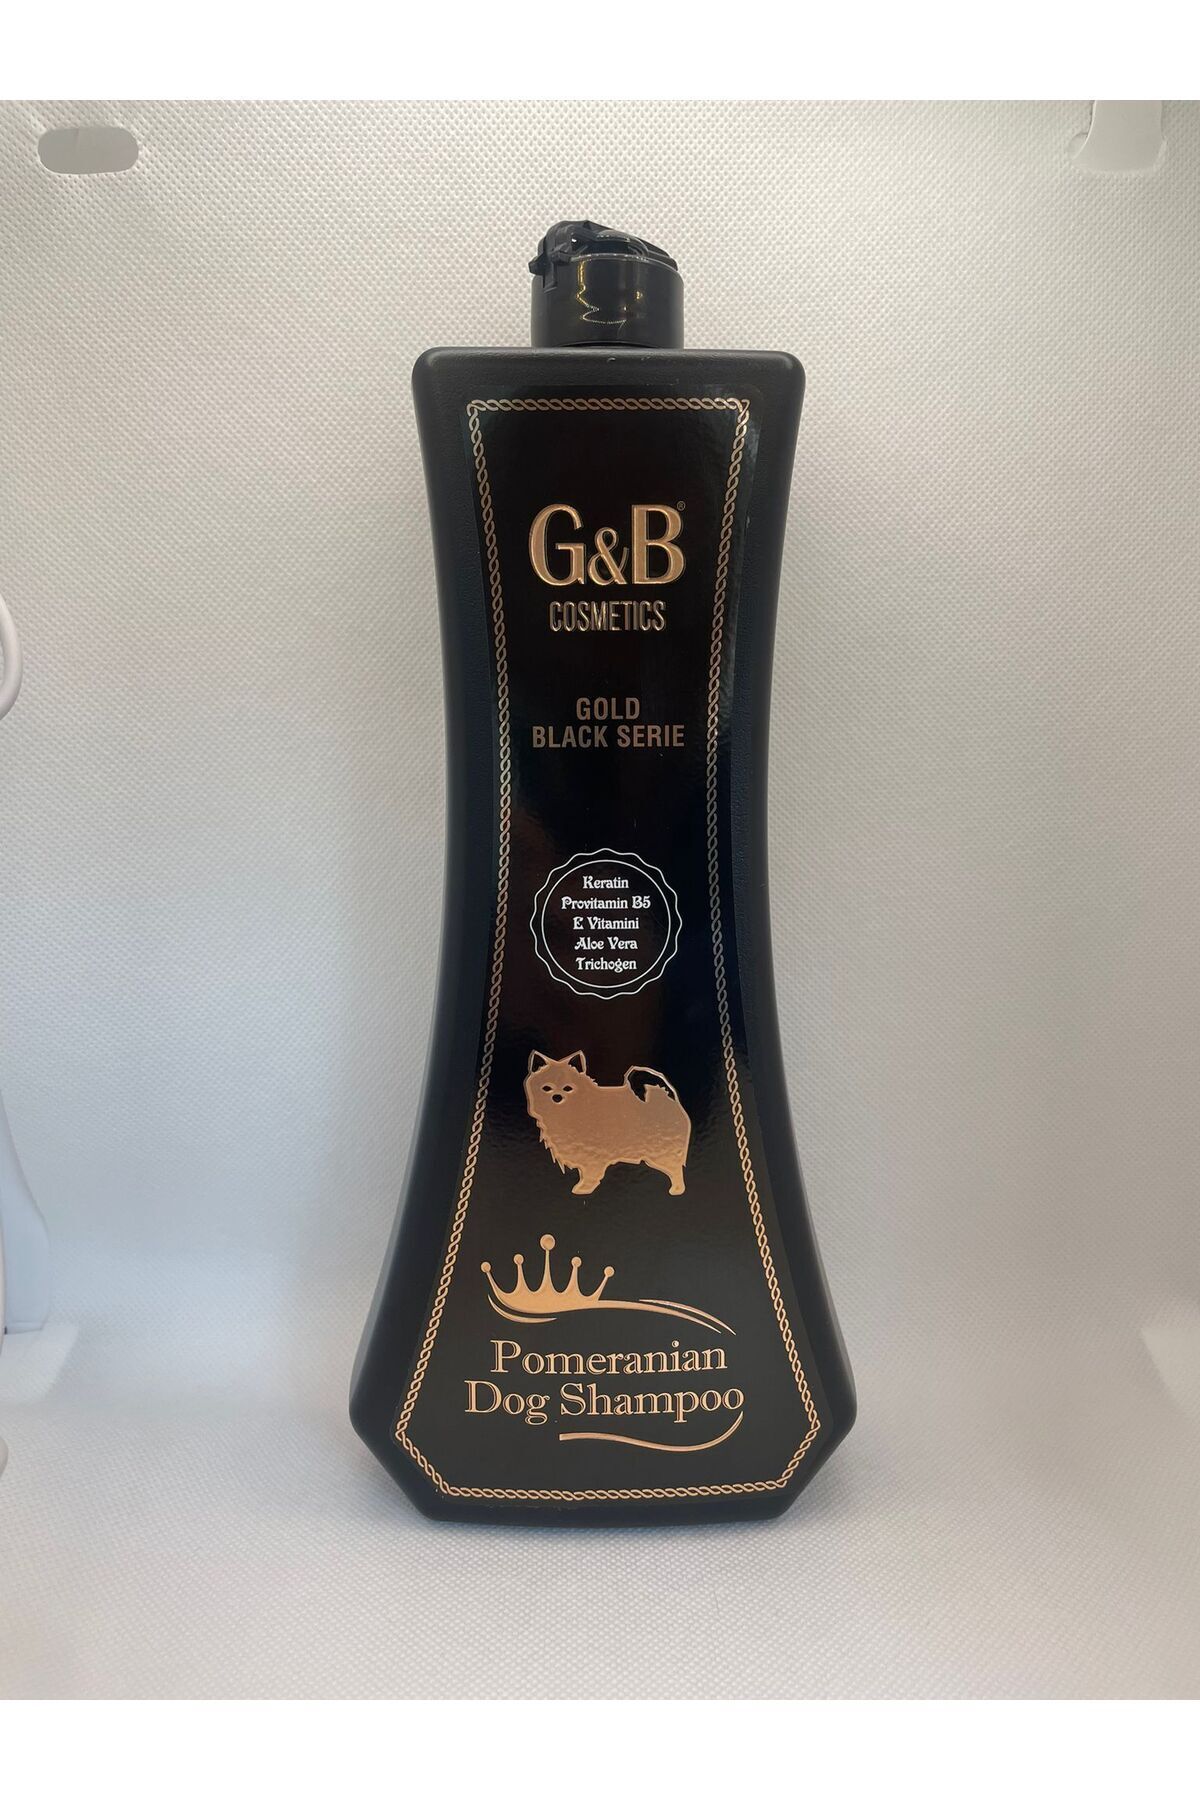 G&B®
COSMETICS
GOLD
BLACK SERIE
Keratin
Provitamin B5
E Vitamini
Aloe Vera
Trichogen
Pomeranian
Dog Shampoo